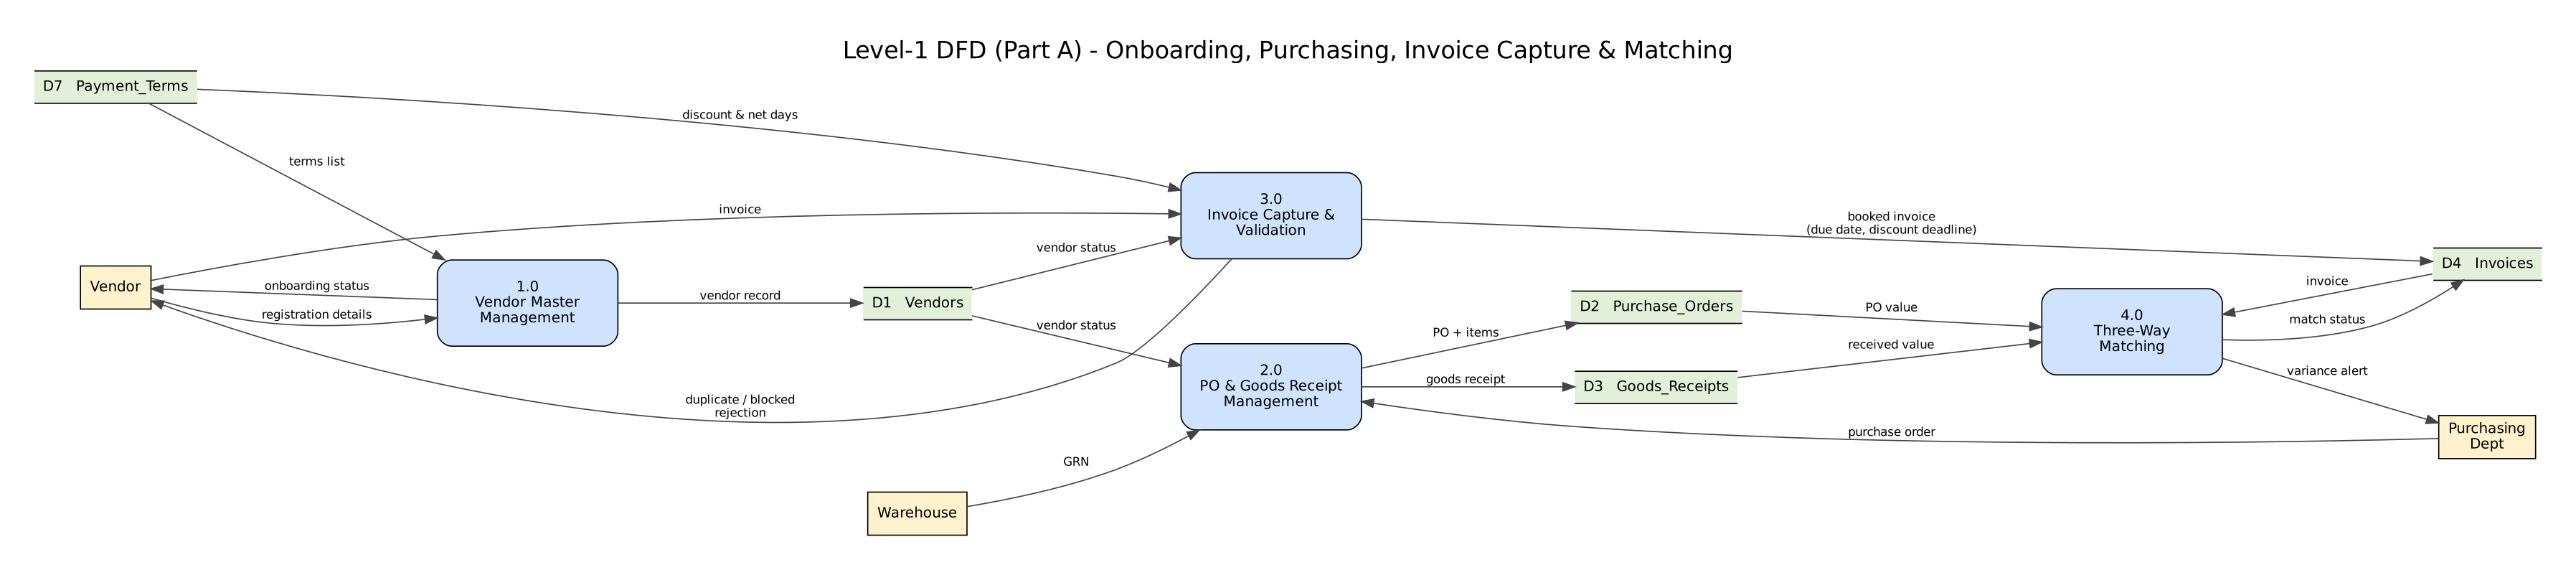 Level-1 DFD (Part A) - Onboarding, Purchasing, Invoice Capture & Matching
D7 Payment_Terms
discount & net days
terms list
invoice
3.0
Invoice Capture &
Validation
booked invoice
(due date, discount deadline)
D4 Invoices
Vendor
onboarding status
registration details
1.0
Vendor Master
Management
vendor record
D1 Vendors
vendor status
vendor status
duplicate / blocked
rejection
2.0
PO & Goods Receipt
Management
PO + items
goods receipt
D2 Purchase_Orders
D3 Goods_Receipts
PO value
received value
4.0
Three-Way
Matching
invoice
match status
variance alert
purchase order
Purchasing
Dept
GRN
Warehouse